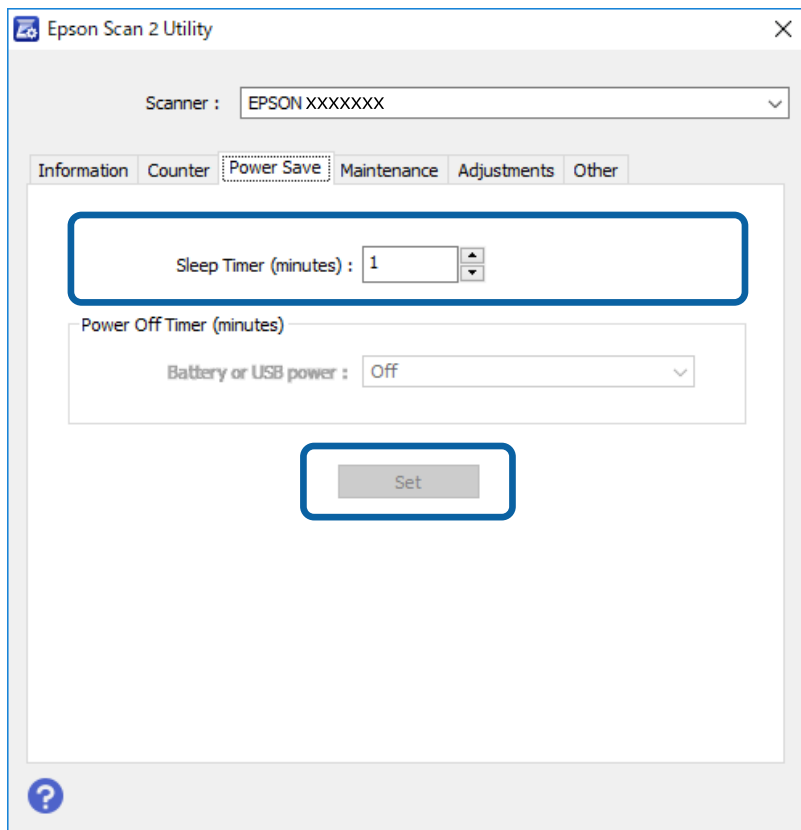 Epson Scan 2 Utility
Scanner : EPSON XXXXXXX
Information Counter Power Save Maintenance Adjustments Other
Sleep Timer (minutes) : 1
Power Off Timer (minutes)
Battery or USB power : Off
Set
?